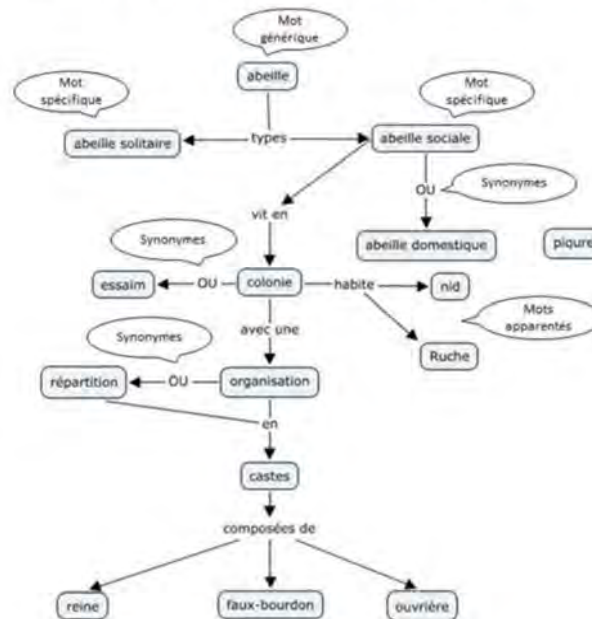 Mot
générique
abeille
Mot
spécifique
Mot
spécifique
abeille solitaire
types
abeille sociale
OU
Synonymes
vit en
Synonymes
abeille domestique
piqure
essaim
OU
colonie
habite
nid
Mots
apparentés
avec une
Synonymes
Ruche
répartition
OU
organisation
en
castes
composées de
reine
faux-bourdon
ouvrière